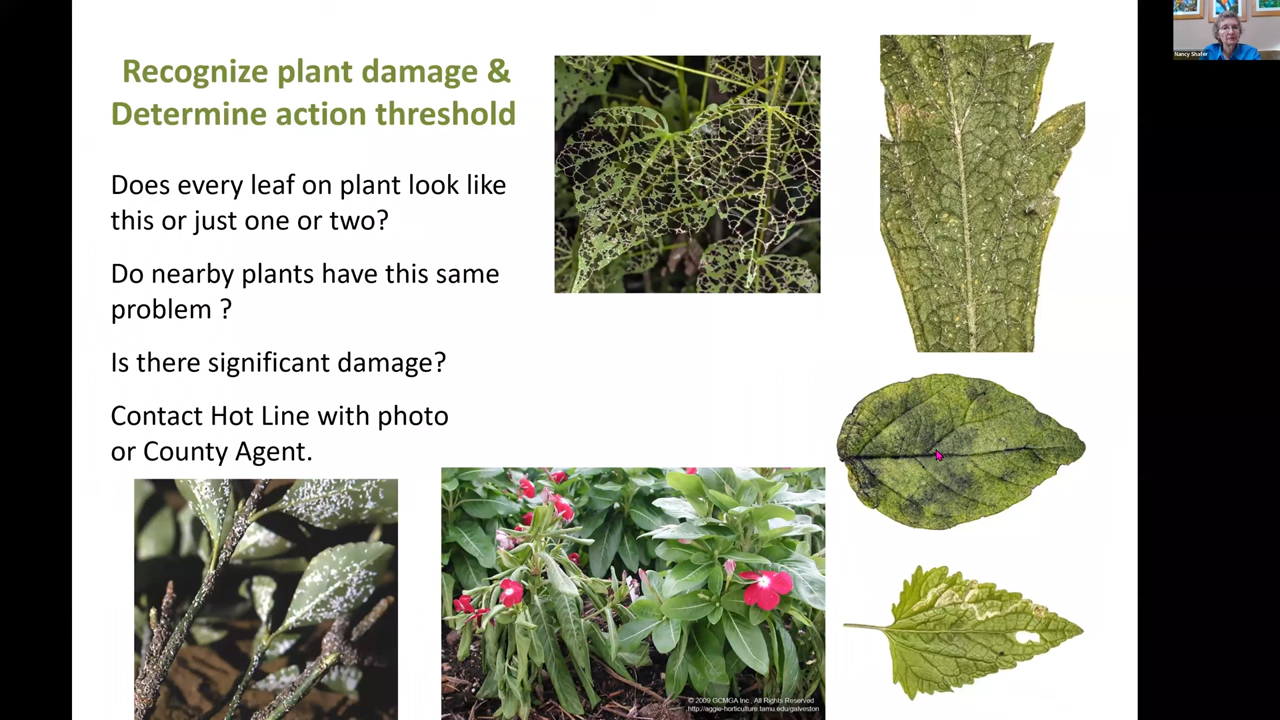 Recognize plant damage &
Determine action threshold
Does every leaf on plant look like
this or just one or two?
Do nearby plants have this same
problem ?
Is there significant damage?
Contact Hot Line with photo
or County Agent.
© 2009 GCMGA Inc., All Rights Reserved
http://aggie-horticulture.tamu.edu/galveston
Nancy Shafer